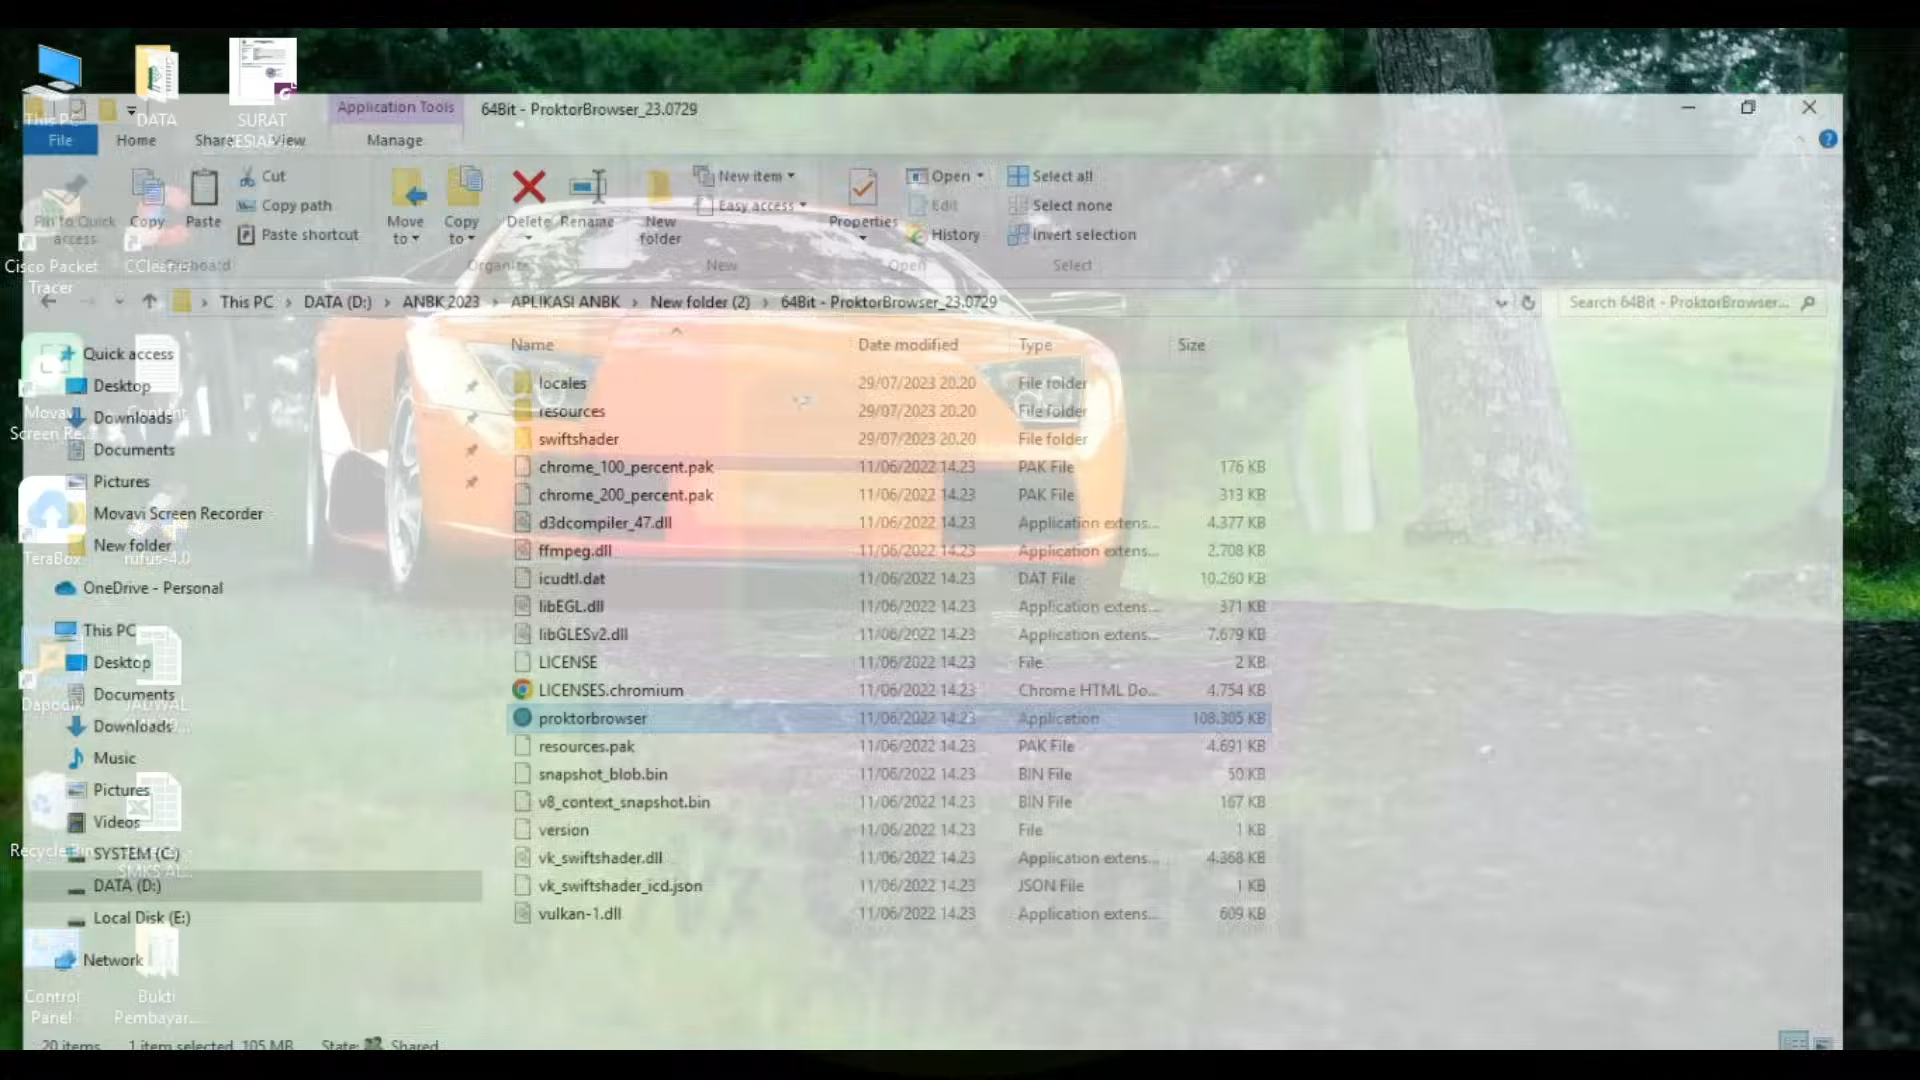 This PC
DATA
SURAT
Application Tools
64Bit - ProktorBrowser_23.0729
File
Home
Share
View
Manage
Pin to Quick
access
Copy
Paste
Cut
Copy path
Paste shortcut
Move
to
Copy
to
Delete
Rename
New
folder
New item
Easy access
Properties
Open
Edit
History
Select all
Select none
Invert selection
Organize
New
Open
Select
Cisco Packet
Tracer
This PC
DATA (D:)
ANBK 2023
APLIKASI ANBK
New folder (2)
64Bit - ProktorBrowser_23.0729
Search 64Bit - ProktorBrowser...
Name
Date modified
Type
Size
locales 29/07/2023 20.20 File folder
resources 29/07/2023 20.20 File folder
swiftshader 29/07/2023 20.20 File folder
chrome_100_percent.pak 11/06/2022 14.23 PAK File 176 KB
chrome_200_percent.pak 11/06/2022 14.23 PAK File 313 KB
d3dcompiler_47.dll 11/06/2022 14.23 Application extens... 4.377 KB
ffmpeg.dll 11/06/2022 14.23 Application extens... 2.708 KB
icudtl.dat 11/06/2022 14.23 DAT File 10.260 KB
libEGL.dll 11/06/2022 14.23 Application extens... 371 KB
libGLESv2.dll 11/06/2022 14.23 Application extens... 7.679 KB
LICENSE 11/06/2022 14.23 File 2 KB
LICENSES.chromium 11/06/2022 14.23 Chrome HTML Do... 4.754 KB
proktorbrowser 11/06/2022 14.23 Application 108.305 KB
resources.pak 11/06/2022 14.23 PAK File 4.691 KB
snapshot_blob.bin 11/06/2022 14.23 BIN File 50 KB
v8_context_snapshot.bin 11/06/2022 14.23 BIN File 167 KB
version 11/06/2022 14.23 File 1 KB
vk_swiftshader.dll 11/06/2022 14.23 Application extens... 4.368 KB
vk_swiftshader_icd.json 11/06/2022 14.23 JSON File 1 KB
vulkan-1.dll 11/06/2022 14.23 Application extens... 609 KB
Quick access
Desktop
Downloads
Documents
Pictures
Movavi Screen Recorder
New folder
OneDrive - Personal
This PC
Desktop
Documents
Downloads
Music
Pictures
Videos
SYSTEM (C:)
DATA (D:)
Local Disk (E:)
Network
Movavi
Screen Re...
TeraBox
rufus-4.0
Dapodik
JADWAL
Recycle Bin
SMKS AL...
Control
Panel
Bukti
Pembayar...
20 items
1 item selected 105 MB
State:
Shared